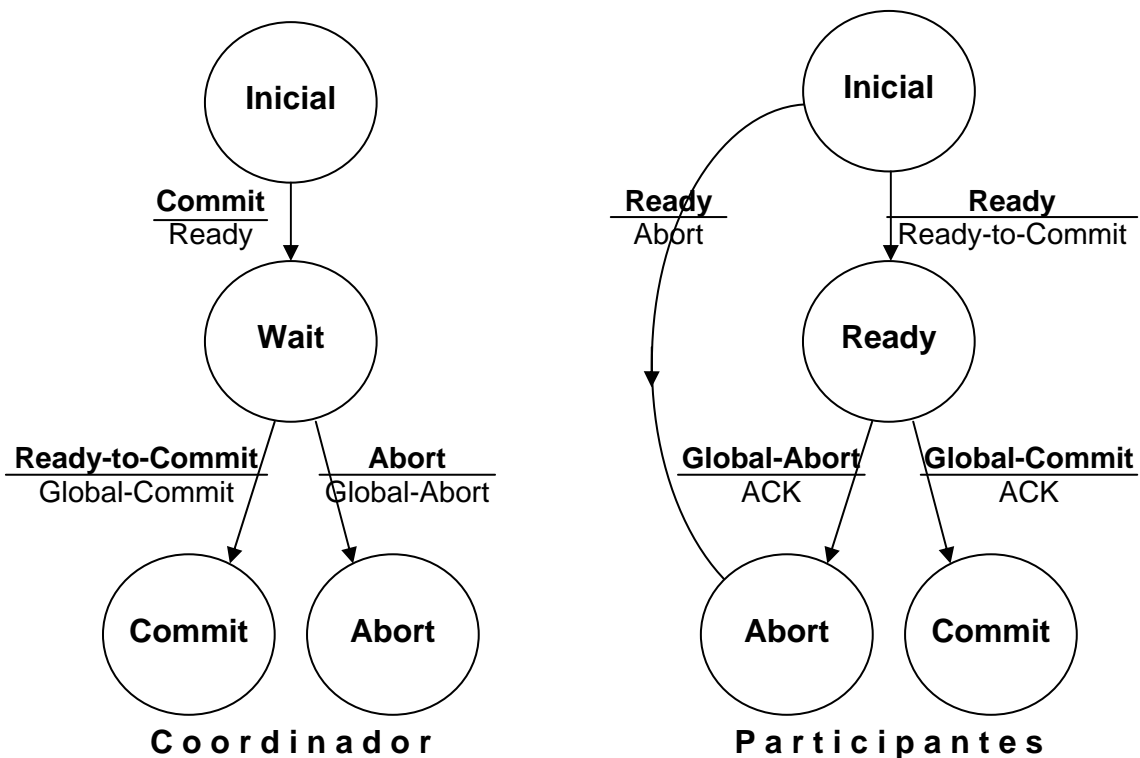 Inicial
Commit
Ready
Wait
Ready-to-Commit
Global-Commit
Abort
Global-Abort
Commit
Abort
Coordinador
Inicial
Ready
Abort
Ready
Ready-to-Commit
Ready
Global-Abort
ACK
Global-Commit
ACK
Abort
Commit
Participantes